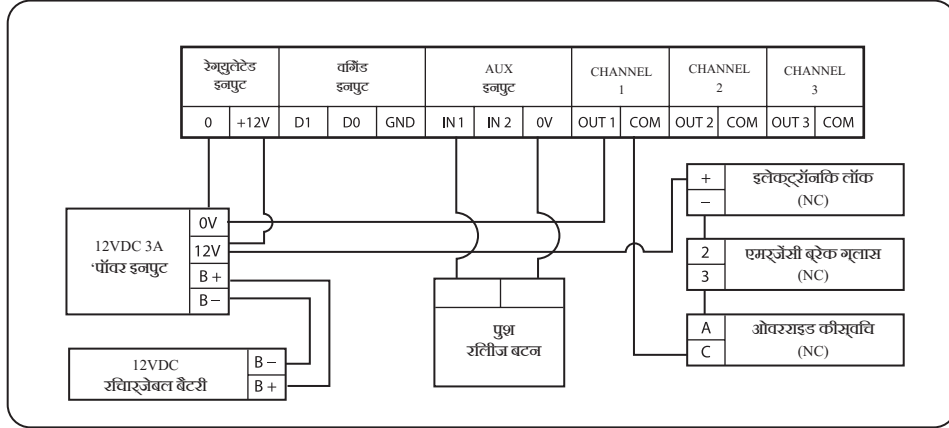 रेग्युलेटेड
इनपुट
वर्गिंड
इनपुट
AUX
इनपुट
CHANNEL
1
CHANNEL
2
CHANNEL
3
0 +12V D1 D0 GND IN 1 IN 2 0V OUT 1 COM OUT 2 COM OUT 3 COM
12VDC 3A
'पॉवर इनपुट
0V
12V
B +
B −
12VDC
रचिार्जेबल बैटरी
B −
B +
पुश
रलिीज बटन
+
−
इलेक्ट्रॉनकि लॉक
(NC)
2
3
एमर्जेंसी ब्रेक ग्लास
(NC)
A
C
ओवरराइड कीस्वचि
(NC)